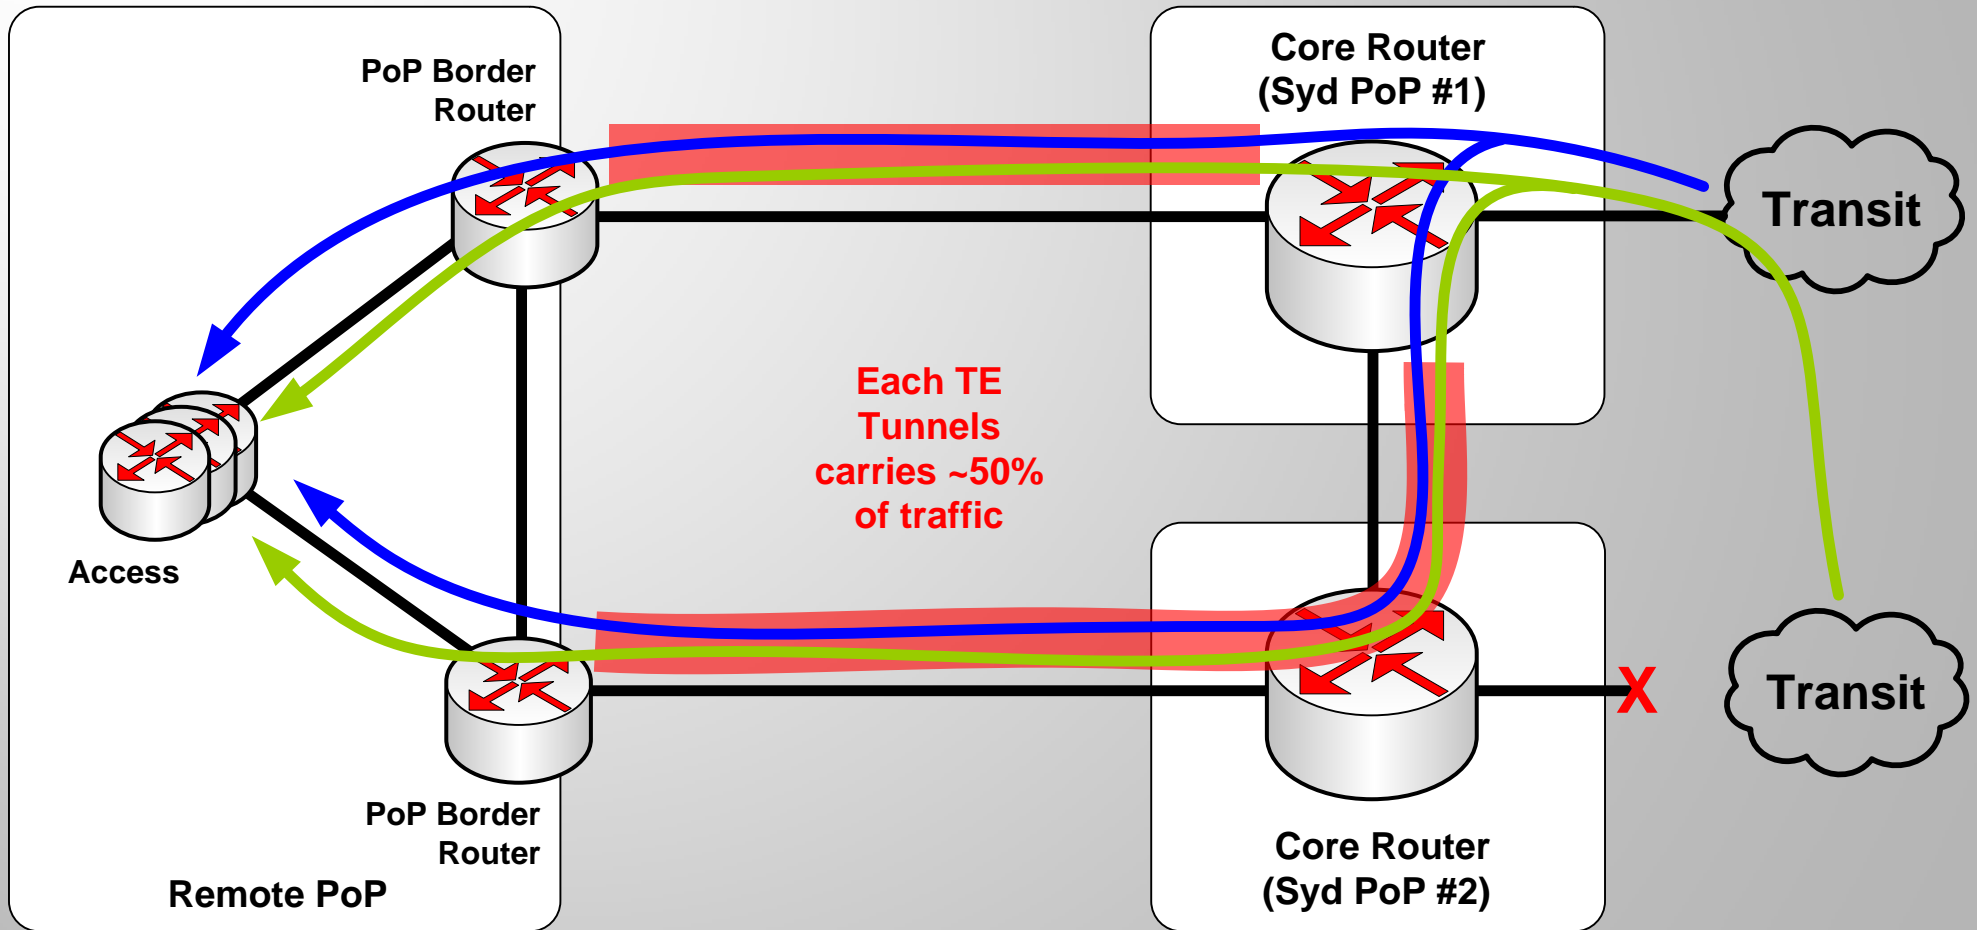 PoP Border
Router
Core Router
(Syd PoP #1)
Transit
Each TE
Tunnels
carries ~50%
of traffic
Access
X
Transit
PoP Border
Router
Core Router
(Syd PoP #2)
Remote PoP